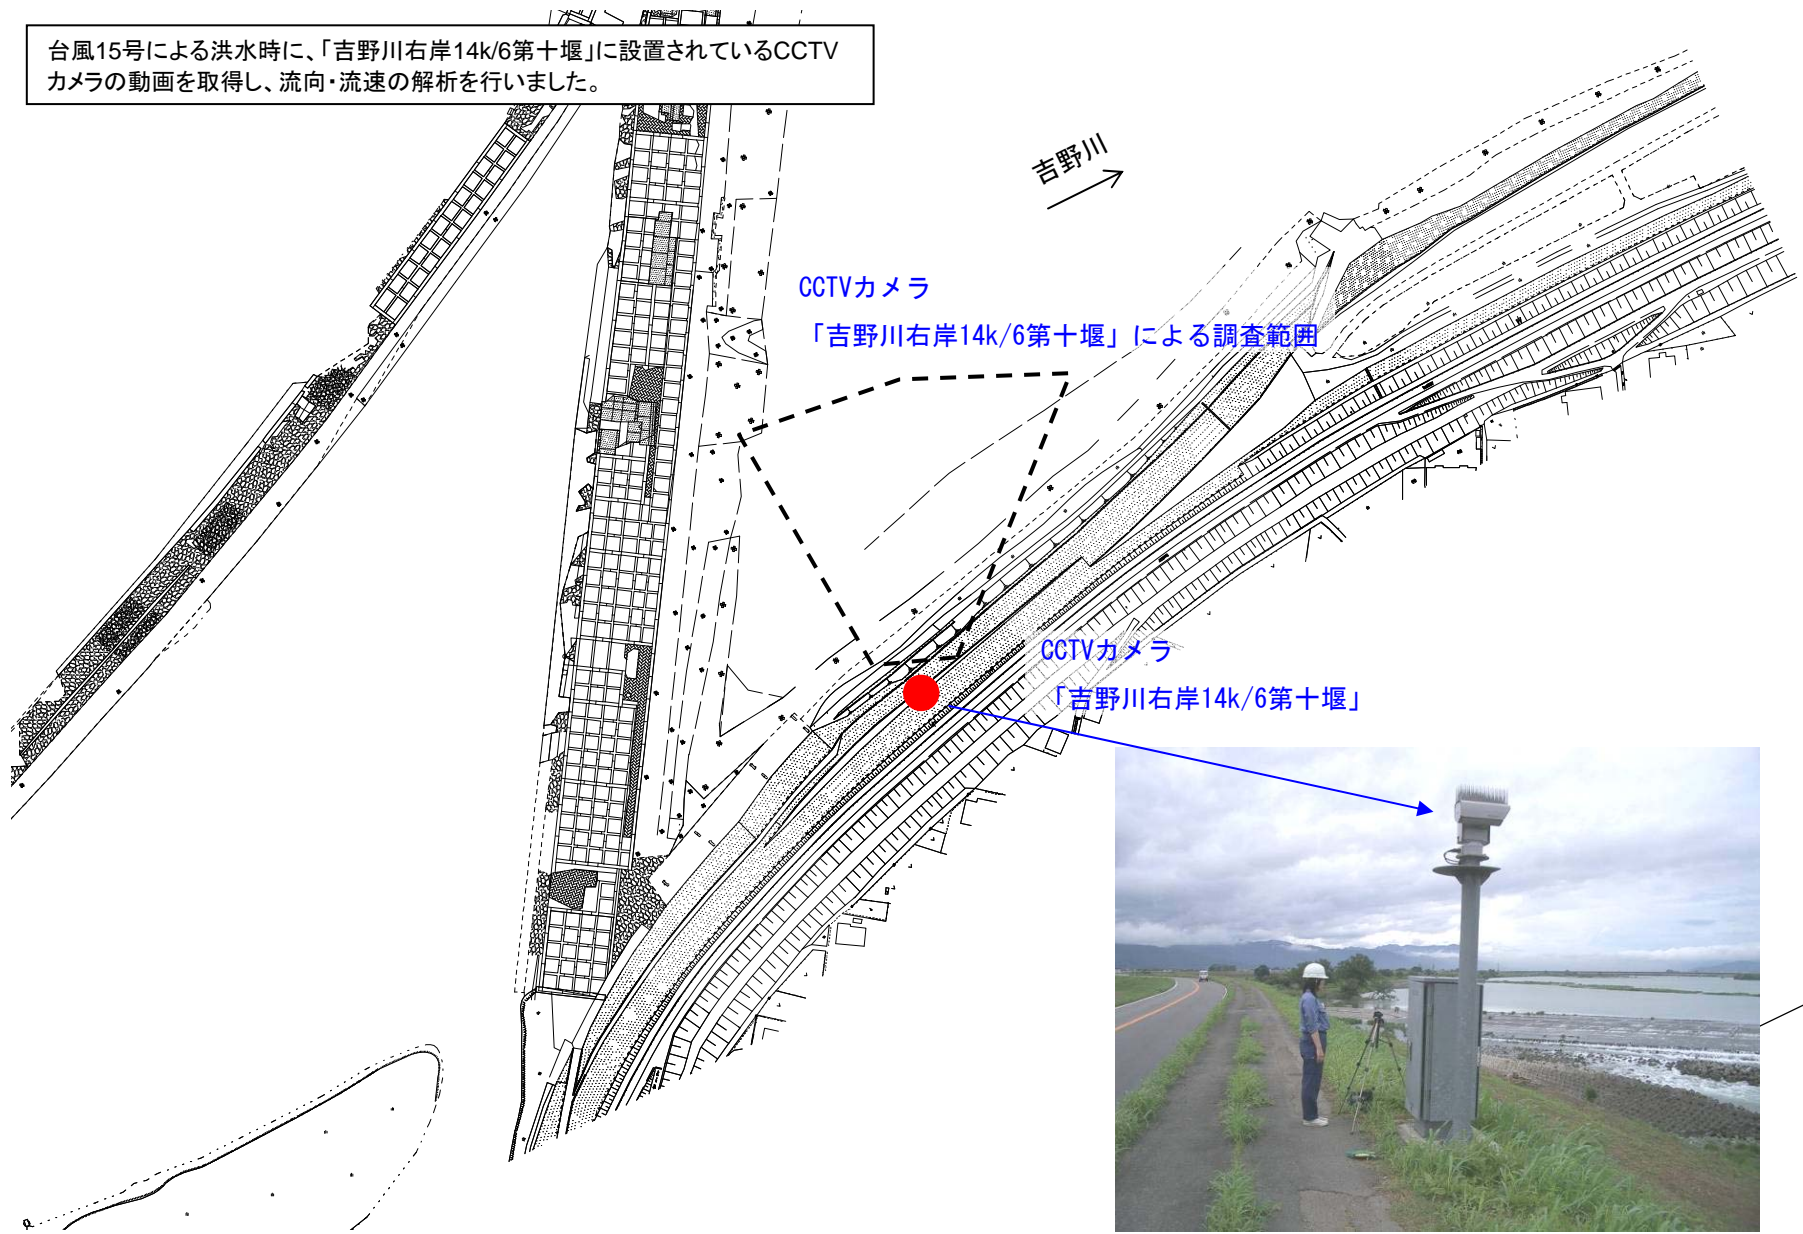 台風15号による洪水時に、「吉野川右岸14k/6第十堰」に設置されているCCTV
カメラの動画を取得し、流向・流速の解析を行いました。
吉野川
CCTVカメラ
「吉野川右岸14k/6第十堰」による調査範囲
CCTVカメラ
「吉野川右岸14k/6第十堰」